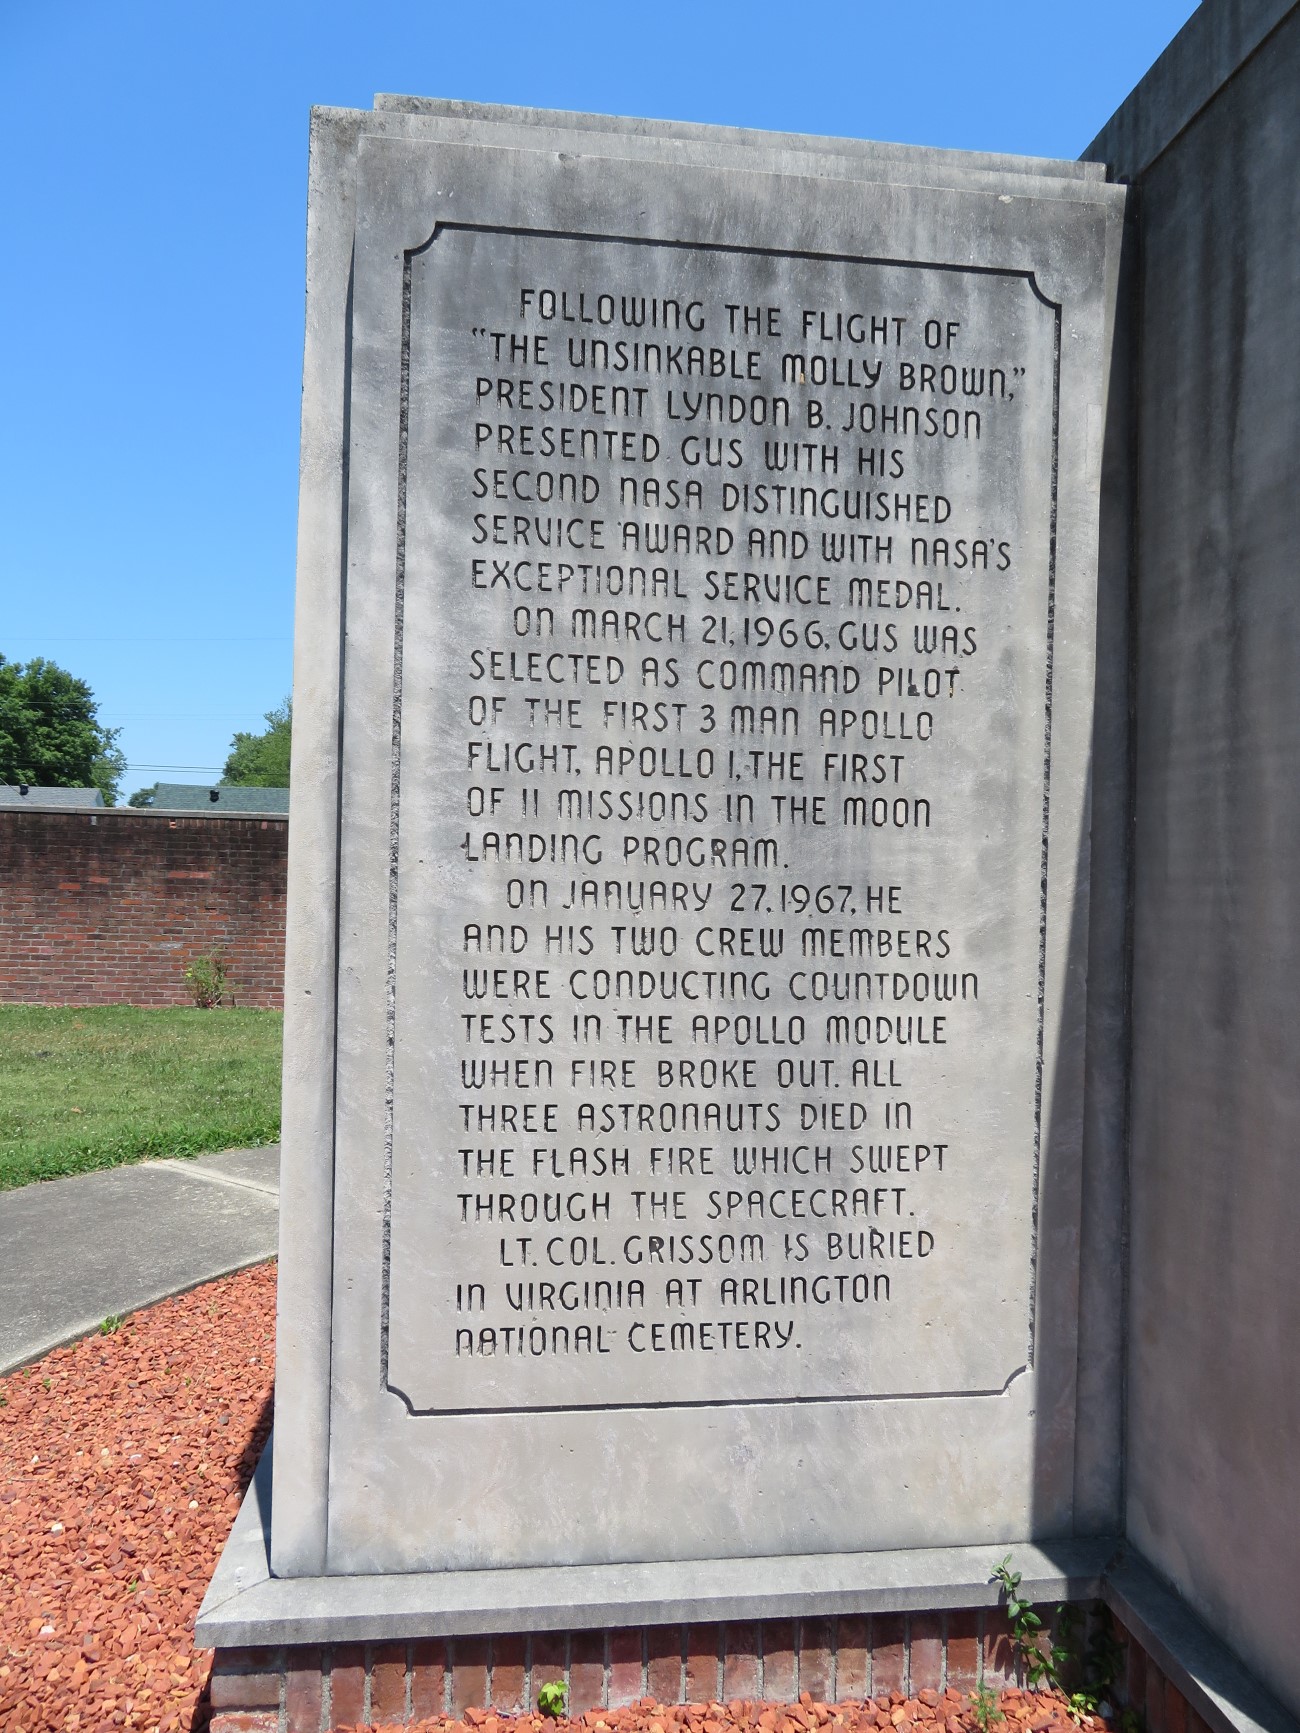 FOLLOWING THE FLIGHT OF
"THE UNSINKABLE MOLLY BROWN,"
PRESIDENT LYNDON B. JOHNSON
PRESENTED GUS WITH HIS
SECOND NASA DISTINGUISHED
SERVICE AWARD AND WITH NASA'S
EXCEPTIONAL SERVICE MEDAL.
ON MARCH 21, 1966, GUS WAS
SELECTED AS COMMAND PILOT
OF THE FIRST 3 MAN APOLLO
FLIGHT, APOLLO 1, THE FIRST
OF 11 MISSIONS IN THE MOON
LANDING PROGRAM.
ON JANUARY 27, 1967, HE
AND HIS TWO CREW MEMBERS
WERE CONDUCTING COUNTDOWN
TESTS IN THE APOLLO MODULE
WHEN FIRE BROKE OUT. ALL
THREE ASTRONAUTS DIED IN
THE FLASH FIRE WHICH SWEPT
THROUGH THE SPACECRAFT.
LT. COL. GRISSOM IS BURIED
IN VIRGINIA AT ARLINGTON
NATIONAL CEMETERY.